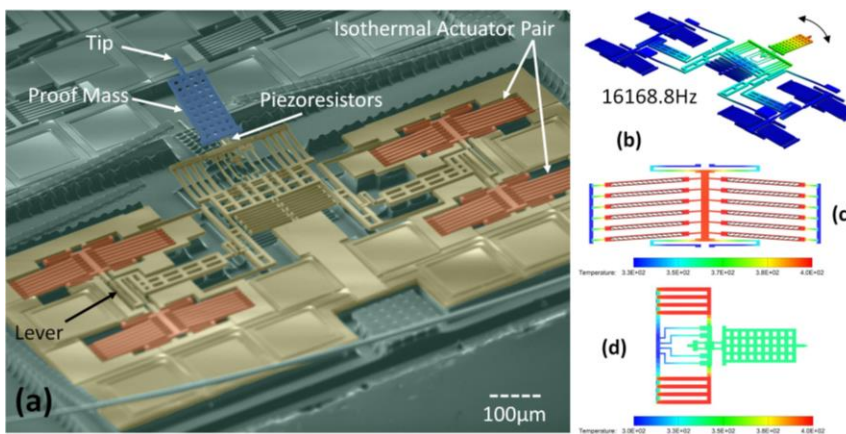 Isothermal Actuator Pair
Tip
Proof Mass
Piezoresistors
Lever
(a)
100µm
16168.8Hz
(b)
(c
Temperature: 3.3E+02 3.5E+02 3.7E+02 3.8E+02 4.0E+02
(d)
Temperature: 3.0E+02 3.3E+02 3.5E+02 3.8E+02 4.0E+02